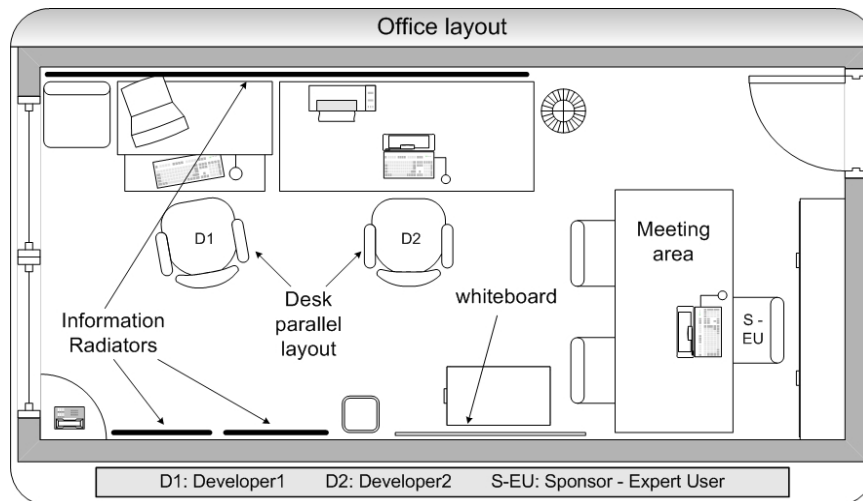 Office layout
D1
D2
Meeting
area
whiteboard
S -
EU
Desk
parallel
layout
Information
Radiators
D1: Developer1 D2: Developer2 S-EU: Sponsor - Expert User